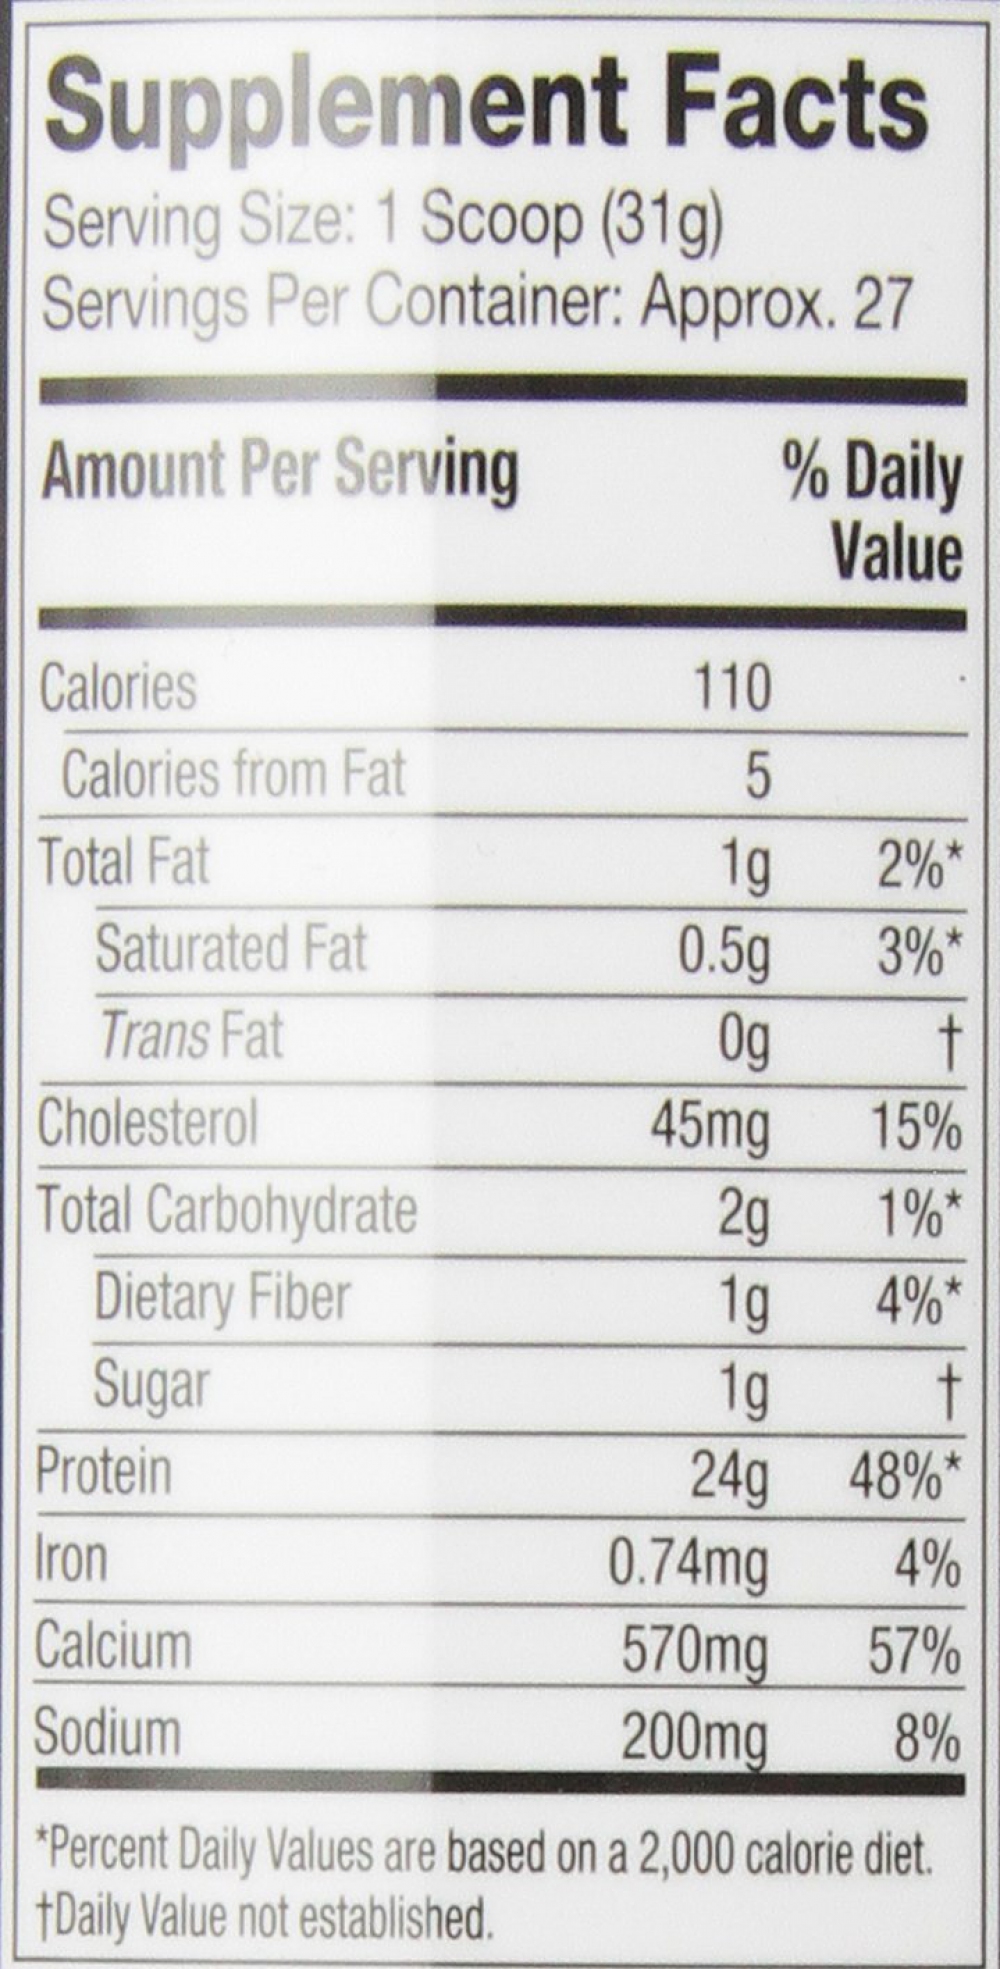 Supplement Facts
Serving Size: 1 Scoop (31g)
Servings Per Container: Approx. 27
Amount Per Serving % Daily
Value
Calories 110
Calories from Fat 5
Total Fat 1g 2%*
Saturated Fat 0.5g 3%*
Trans Fat 0g †
Cholesterol 45mg 15%
Total Carbohydrate 2g 1%*
Dietary Fiber 1g 4%*
Sugar 1g †
Protein 24g 48%*
Iron 0.74mg 4%
Calcium 570mg 57%
Sodium 200mg 8%
*Percent Daily Values are based on a 2,000 calorie diet.
†Daily Value not established.